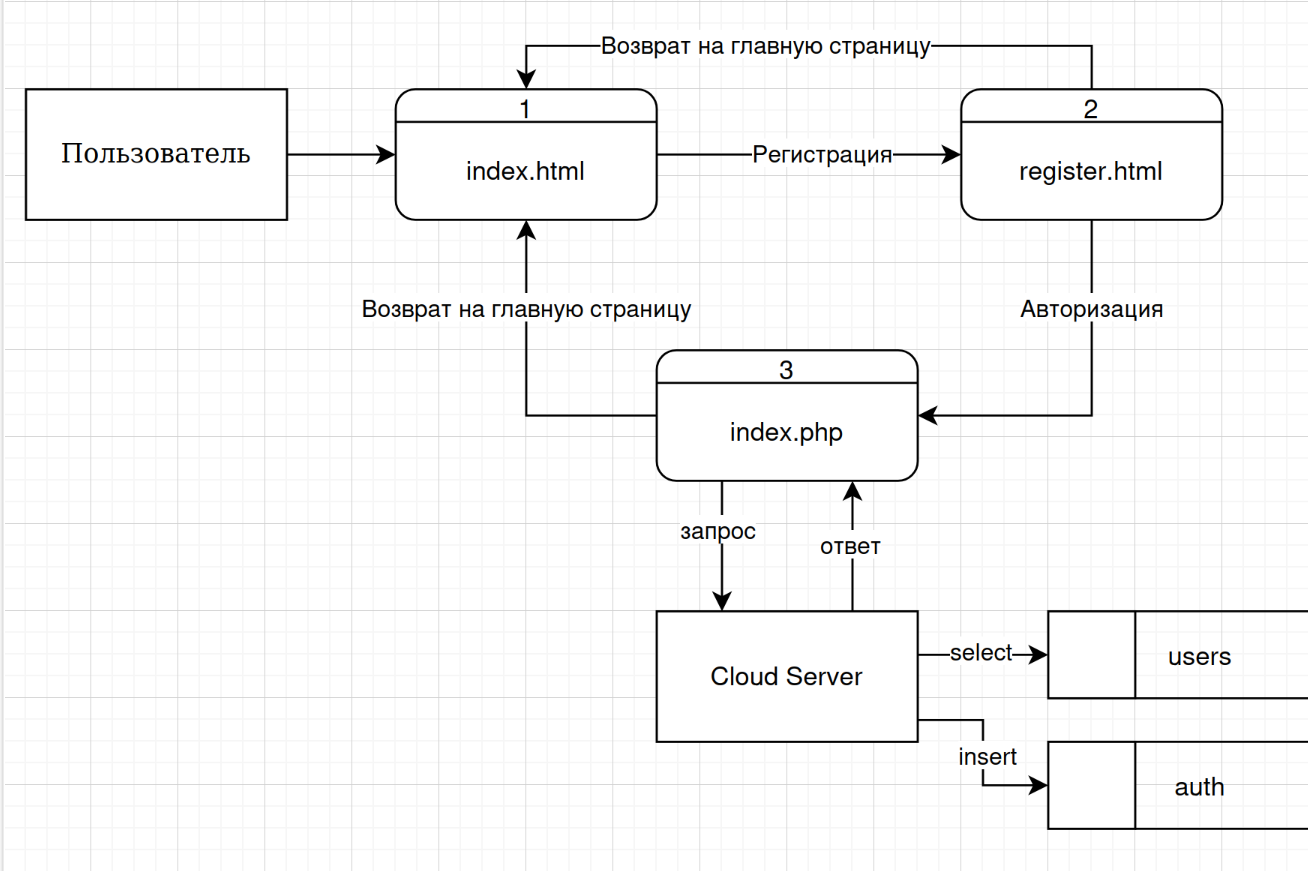 Возврат на главную страницу
1
2
Пользователь
index.html
Регистрация
register.html
Возврат на главную страницу
Авторизация
3
index.php
запрос
ответ
Cloud Server
select
users
insert
auth